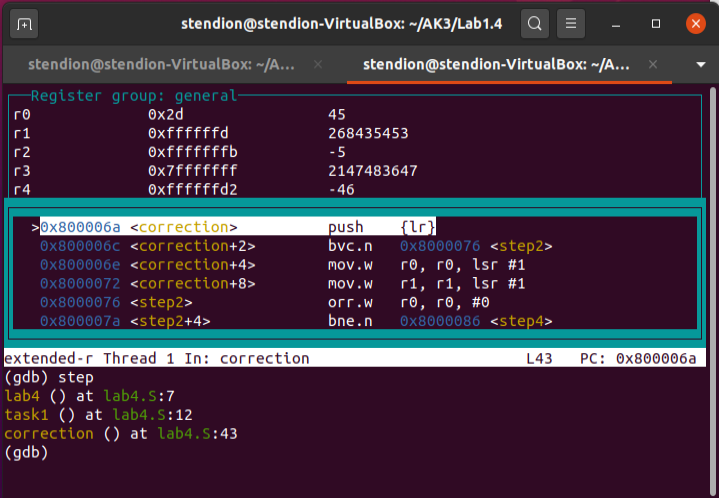 stendion@stendion-VirtualBox: ~/AK3/Lab1.4
stendion@stendion-VirtualBox: ~/A... × stendion@stendion-VirtualBox: ~/A... ×
Register group: general
r0 0x2d 45
r1 0xffffffd 268435453
r2 0xfffffffb -5
r3 0x7fffffff 2147483647
r4 0xffffffd2 -46
>0x800006a <correction> push {lr}
0x800006c <correction+2> bvc.n 0x8000076 <step2>
0x800006e <correction+4> mov.w r0, r0, lsr #1
0x8000072 <correction+8> mov.w r1, r1, lsr #1
0x8000076 <step2> orr.w r0, r0, #0
0x800007a <step2+4> bne.n 0x8000086 <step4>
extended-r Thread 1 In: correction L43 PC: 0x800006a
(gdb) step
lab4 () at lab4.S:7
task1 () at lab4.S:12
correction () at lab4.S:43
(gdb)